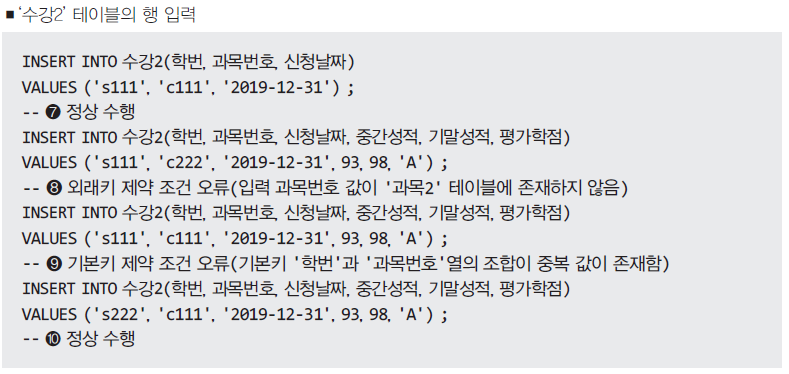 ■ '수강2' 테이블의 행 입력
INSERT INTO 수강2(학번, 과목번호, 신청날짜)
VALUES ('s111', 'c111', '2019-12-31') ;
-- ❼ 정상 수행
INSERT INTO 수강2(학번, 과목번호, 신청날짜, 중간성적, 기말성적, 평가학점)
VALUES ('s111', 'c222', '2019-12-31', 93, 98, 'A') ;
-- ❽ 외래키 제약 조건 오류(입력 과목번호 값이 '과목2' 테이블에 존재하지 않음)
INSERT INTO 수강2(학번, 과목번호, 신청날짜, 중간성적, 기말성적, 평가학점)
VALUES ('s111', 'c111', '2019-12-31', 93, 98, 'A') ;
-- ❾ 기본키 제약 조건 오류(기본키 '학번'과 '과목번호'열의 조합이 중복 값이 존재함)
INSERT INTO 수강2(학번, 과목번호, 신청날짜, 중간성적, 기말성적, 평가학점)
VALUES ('s222', 'c111', '2019-12-31', 93, 98, 'A') ;
-- ❿ 정상 수행